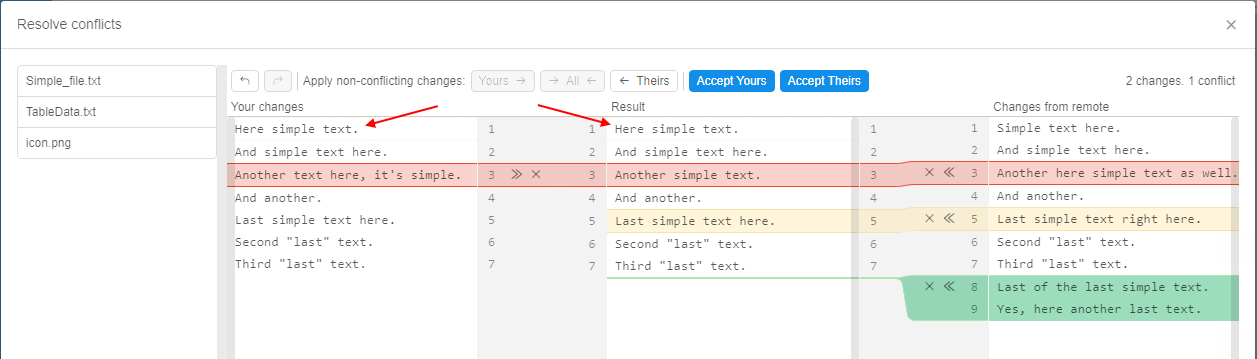 Resolve conflicts ×
Simple_file.txt
TableData.txt
icon.png
Apply non-conflicting changes: Yours → → All ← ← Theirs Accept Yours Accept Theirs 2 changes. 1 conflict
Your changes Result Changes from remote
Here simple text. 1 1 Here simple text. 1 1 Simple text here.
And simple text here. 2 2 And simple text here. 2 2 And simple text here.
Another text here, it's simple. 3 >> × 3 Another simple text. 3 × << 3 Another here simple text as well.
And another. 4 4 And another. 4 4 And another.
Last simple text here. 5 5 Last simple text here. 5 × << 5 Last simple text right here.
Second "last" text. 6 6 Second "last" text. 6 6 Second "last" text.
Third "last" text. 7 7 Third "last" text. 7 7 Third "last" text.
× << 8 Last of the last simple text.
9 Yes, here another last text.